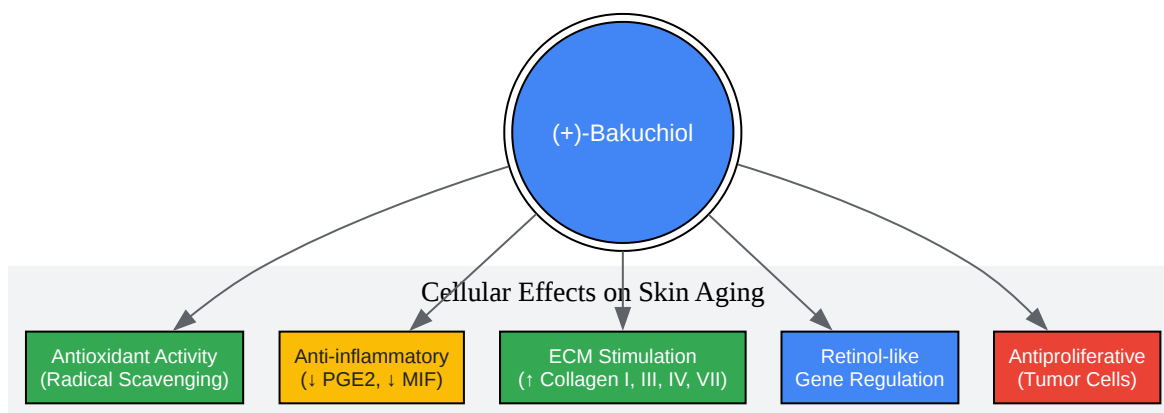 (+)-Bakuchiol
Cellular Effects on Skin Aging
Antioxidant Activity
(Radical Scavenging)
Anti-inflammatory
(↓ PGE2, ↓ MIF)
ECM Stimulation
(↑ Collagen I, III, IV, VII)
Retinol-like
Gene Regulation
Antiproliferative
(Tumor Cells)